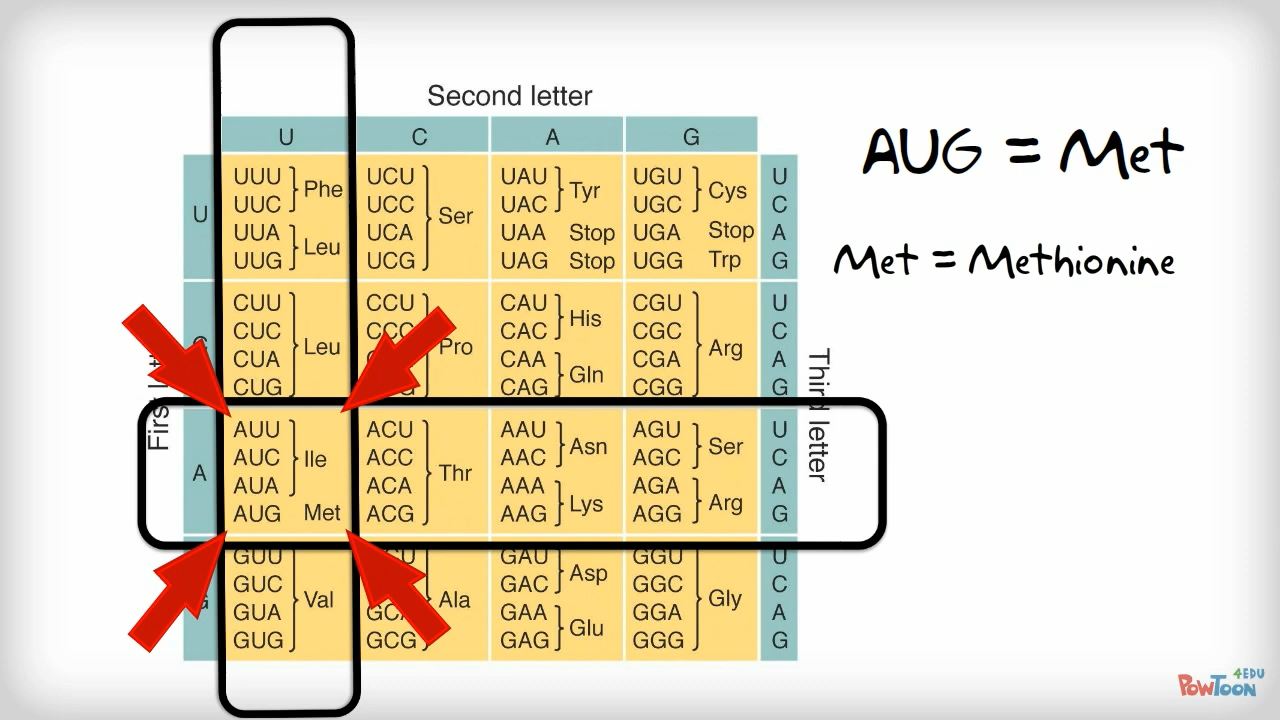 Second letter
U C A G
AUG = Met
Met = Methionine
First
Third letter
U
UUU
UUC
Phe
UUA
UUG
Leu
UCU
UCC
UCA
UCG
Ser
UAU
UAC
Tyr
UAA Stop
UAG Stop
UGU
UGC
Cys
UGA Stop
UGG Trp
U
C
A
G
CUU
CUC
CUA
CUG
Leu
CCU
CCC
Pro
CAU
CAC
His
CAA
CAG
Gln
CGU
CGC
CGA
CGG
Arg
U
C
A
G
A
AUU
AUC
AUA
Ile
AUG Met
ACU
ACC
ACA
ACG
Thr
AAU
AAC
Asn
AAA
AAG
Lys
AGU
AGC
Ser
AGA
AGG
Arg
U
C
A
G
GUU
GUC
GUA
GUG
Val
GCA
GCG
Ala
GAU
GAC
Asp
GAA
GAG
Glu
GGU
GGC
GGA
GGG
Gly
U
C
A
G
4EDU
POWTOON